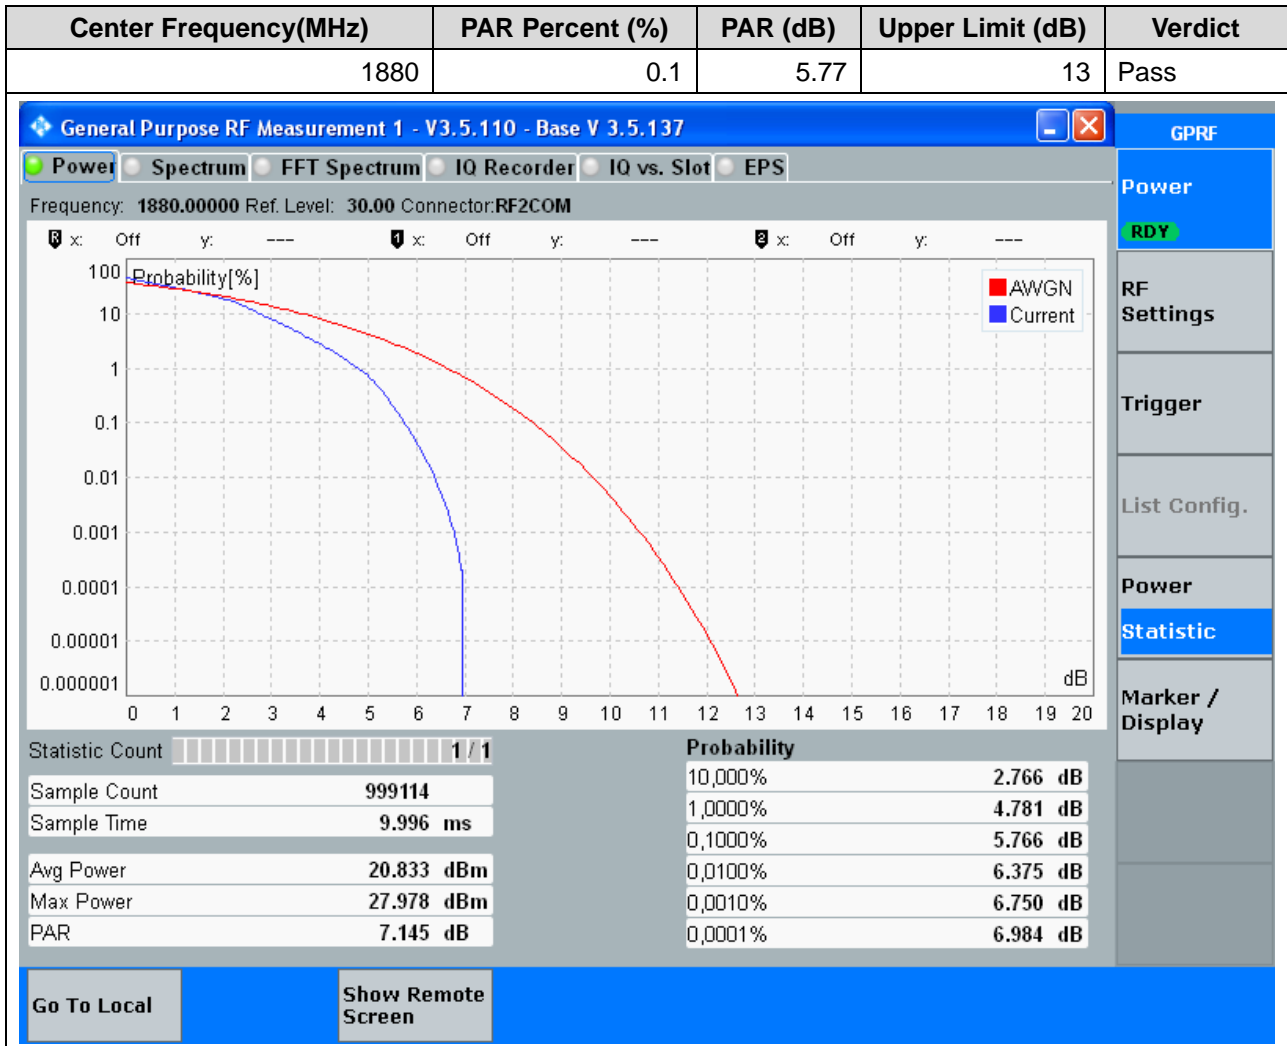 Center Frequency(MHz) PAR Percent (%) PAR (dB) Upper Limit (dB) Verdict
1880 0.1 5.77 13 Pass
General Purpose RF Measurement 1 - V3.5.110 - Base V 3.5.137
GPRF
Power Spectrum FFT Spectrum IQ Recorder IQ vs. Slot EPS
Power
RDY
Frequency: 1880.00000 Ref. Level: 30.00 Connector:RF2COM
R x: Off y: --- 1 x: Off y: --- 2 x: Off y: ---
100 Probability[%]
AWGN
Current
RF
Settings
10
1
Trigger
0.1
0.01
List Config.
0.001
0.0001
Power
0.00001
Statistic
0.000001
dB
Marker /
Display
0 1 2 3 4 5 6 7 8 9 10 11 12 13 14 15 16 17 18 19 20
Statistic Count 1 / 1
Probability
Sample Count 999114
Sample Time 9.996 ms
Avg Power 20.833 dBm
Max Power 27.978 dBm
PAR 7.145 dB
10,000% 2.766 dB
1,0000% 4.781 dB
0,1000% 5.766 dB
0,0100% 6.375 dB
0,0010% 6.750 dB
0,0001% 6.984 dB
Go To Local
Show Remote
Screen